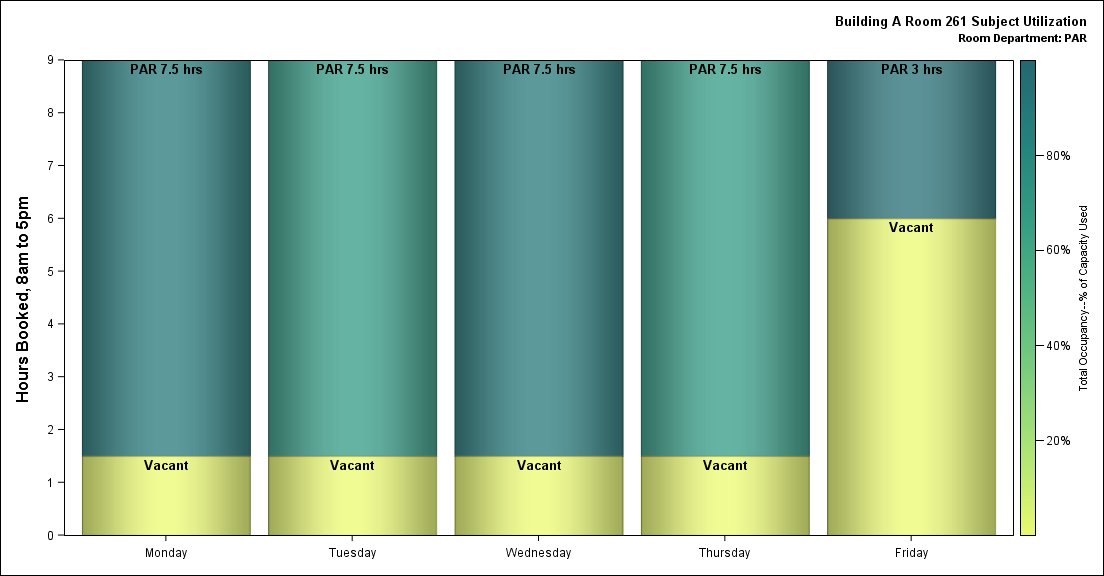 Building A Room 261 Subject Utilization
Room Department: PAR
Hours Booked, 8am to 5pm
9
8
7
6
5
4
3
2
1
0
PAR 7.5 hrs
Vacant
PAR 7.5 hrs
Vacant
PAR 7.5 hrs
Vacant
PAR 7.5 hrs
Vacant
PAR 3 hrs
Vacant
Monday
Tuesday
Wednesday
Thursday
Friday
80%
60%
40%
20%
Total Occupancy--% of Capacity Used